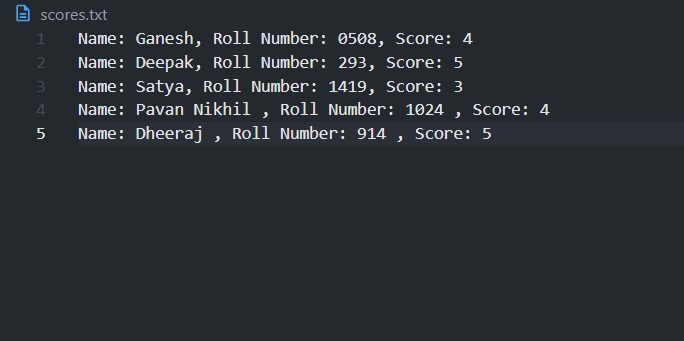 scores.txt
1 Name: Ganesh, Roll Number: 0508, Score: 4
2 Name: Deepak, Roll Number: 293, Score: 5
3 Name: Satya, Roll Number: 1419, Score: 3
4 Name: Pavan Nikhil , Roll Number: 1024 , Score: 4
5 Name: Dheeraj , Roll Number: 914 , Score: 5